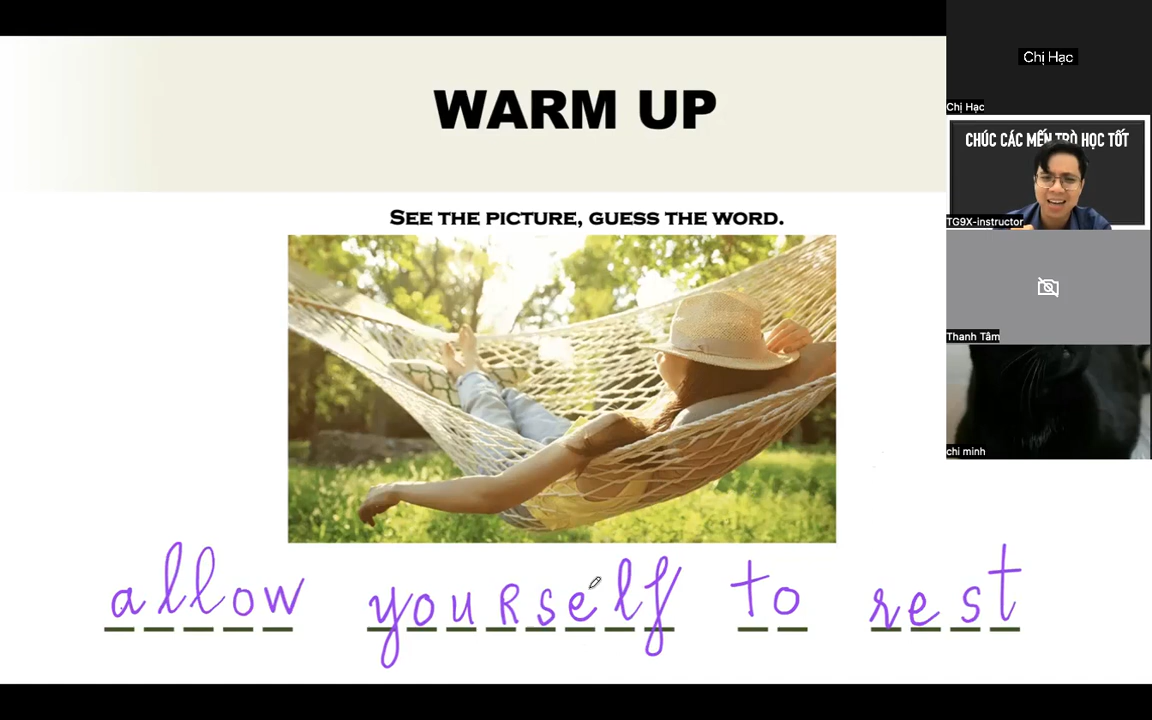 WARM UP
SEE THE PICTURE, GUESS THE WORD.
allow youRself to rest
Chị Hạc
Chị Hạc
CHÚC CÁC MẾN TRÒ HỌC TỐT
TG9X-instructor
Thanh Tâm
chi minh